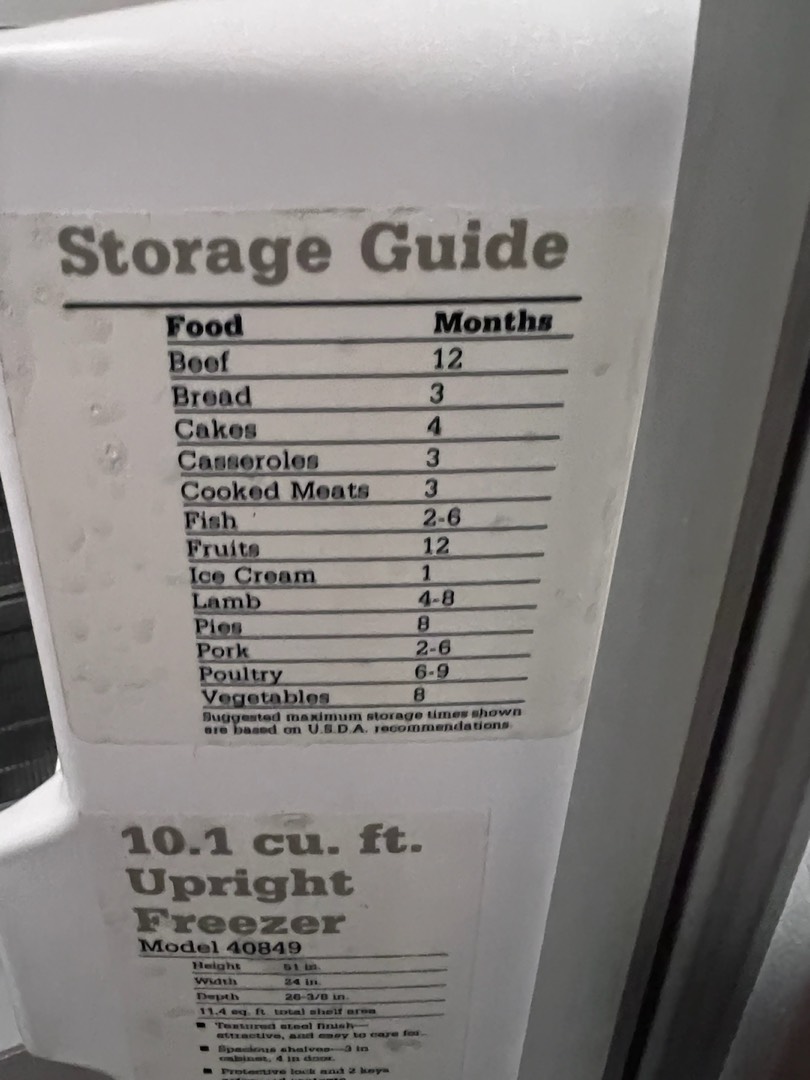 Storage Guide
Food Months
Beef 12
Bread 3
Cakes 4
Casseroles 3
Cooked Meats 3
Fish 2-6
Fruits 12
Ice Cream 1
Lamb 4-8
Pies 8
Pork 2-6
Poultry 6-9
Vegetables 8
Suggested maximum storage times shown
are based on U.S.D.A. recommendations.
10.1 cu. ft.
Upright
Freezer
Model 40849
Height 51 in.
Width 24 in.
Depth 26-3/8 in.
11.4 sq. ft. total shelf area
■ Textured steel finish—
attractive, and easy to care for.
■ Spacious shelves—3 in
cabinet, 4 in door.
■ Protective lock and 2 keys